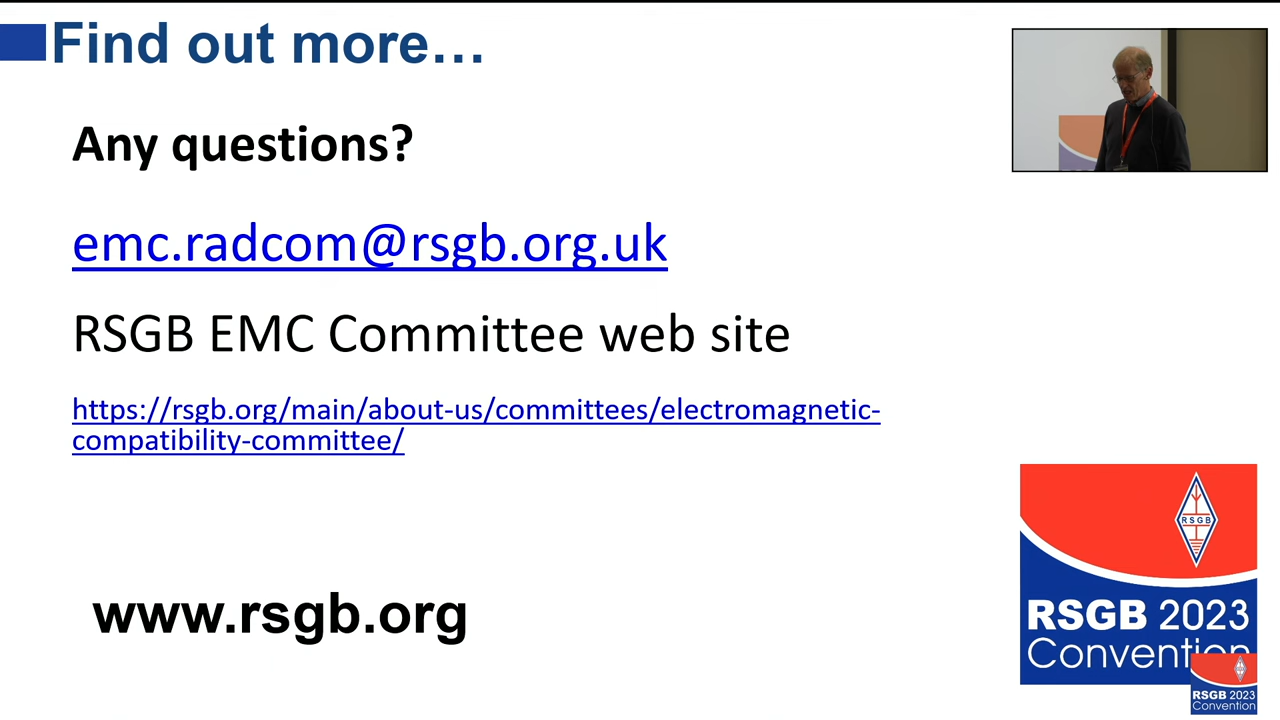 Find out more…
Any questions?
emc.radcom@rsgb.org.uk
RSGB EMC Committee web site
https://rsgb.org/main/about-us/committees/electromagnetic-
compatibility-committee/
www.rsgb.org
RSGB
RSGB 2023
Convention
RSGB 2023
Convention